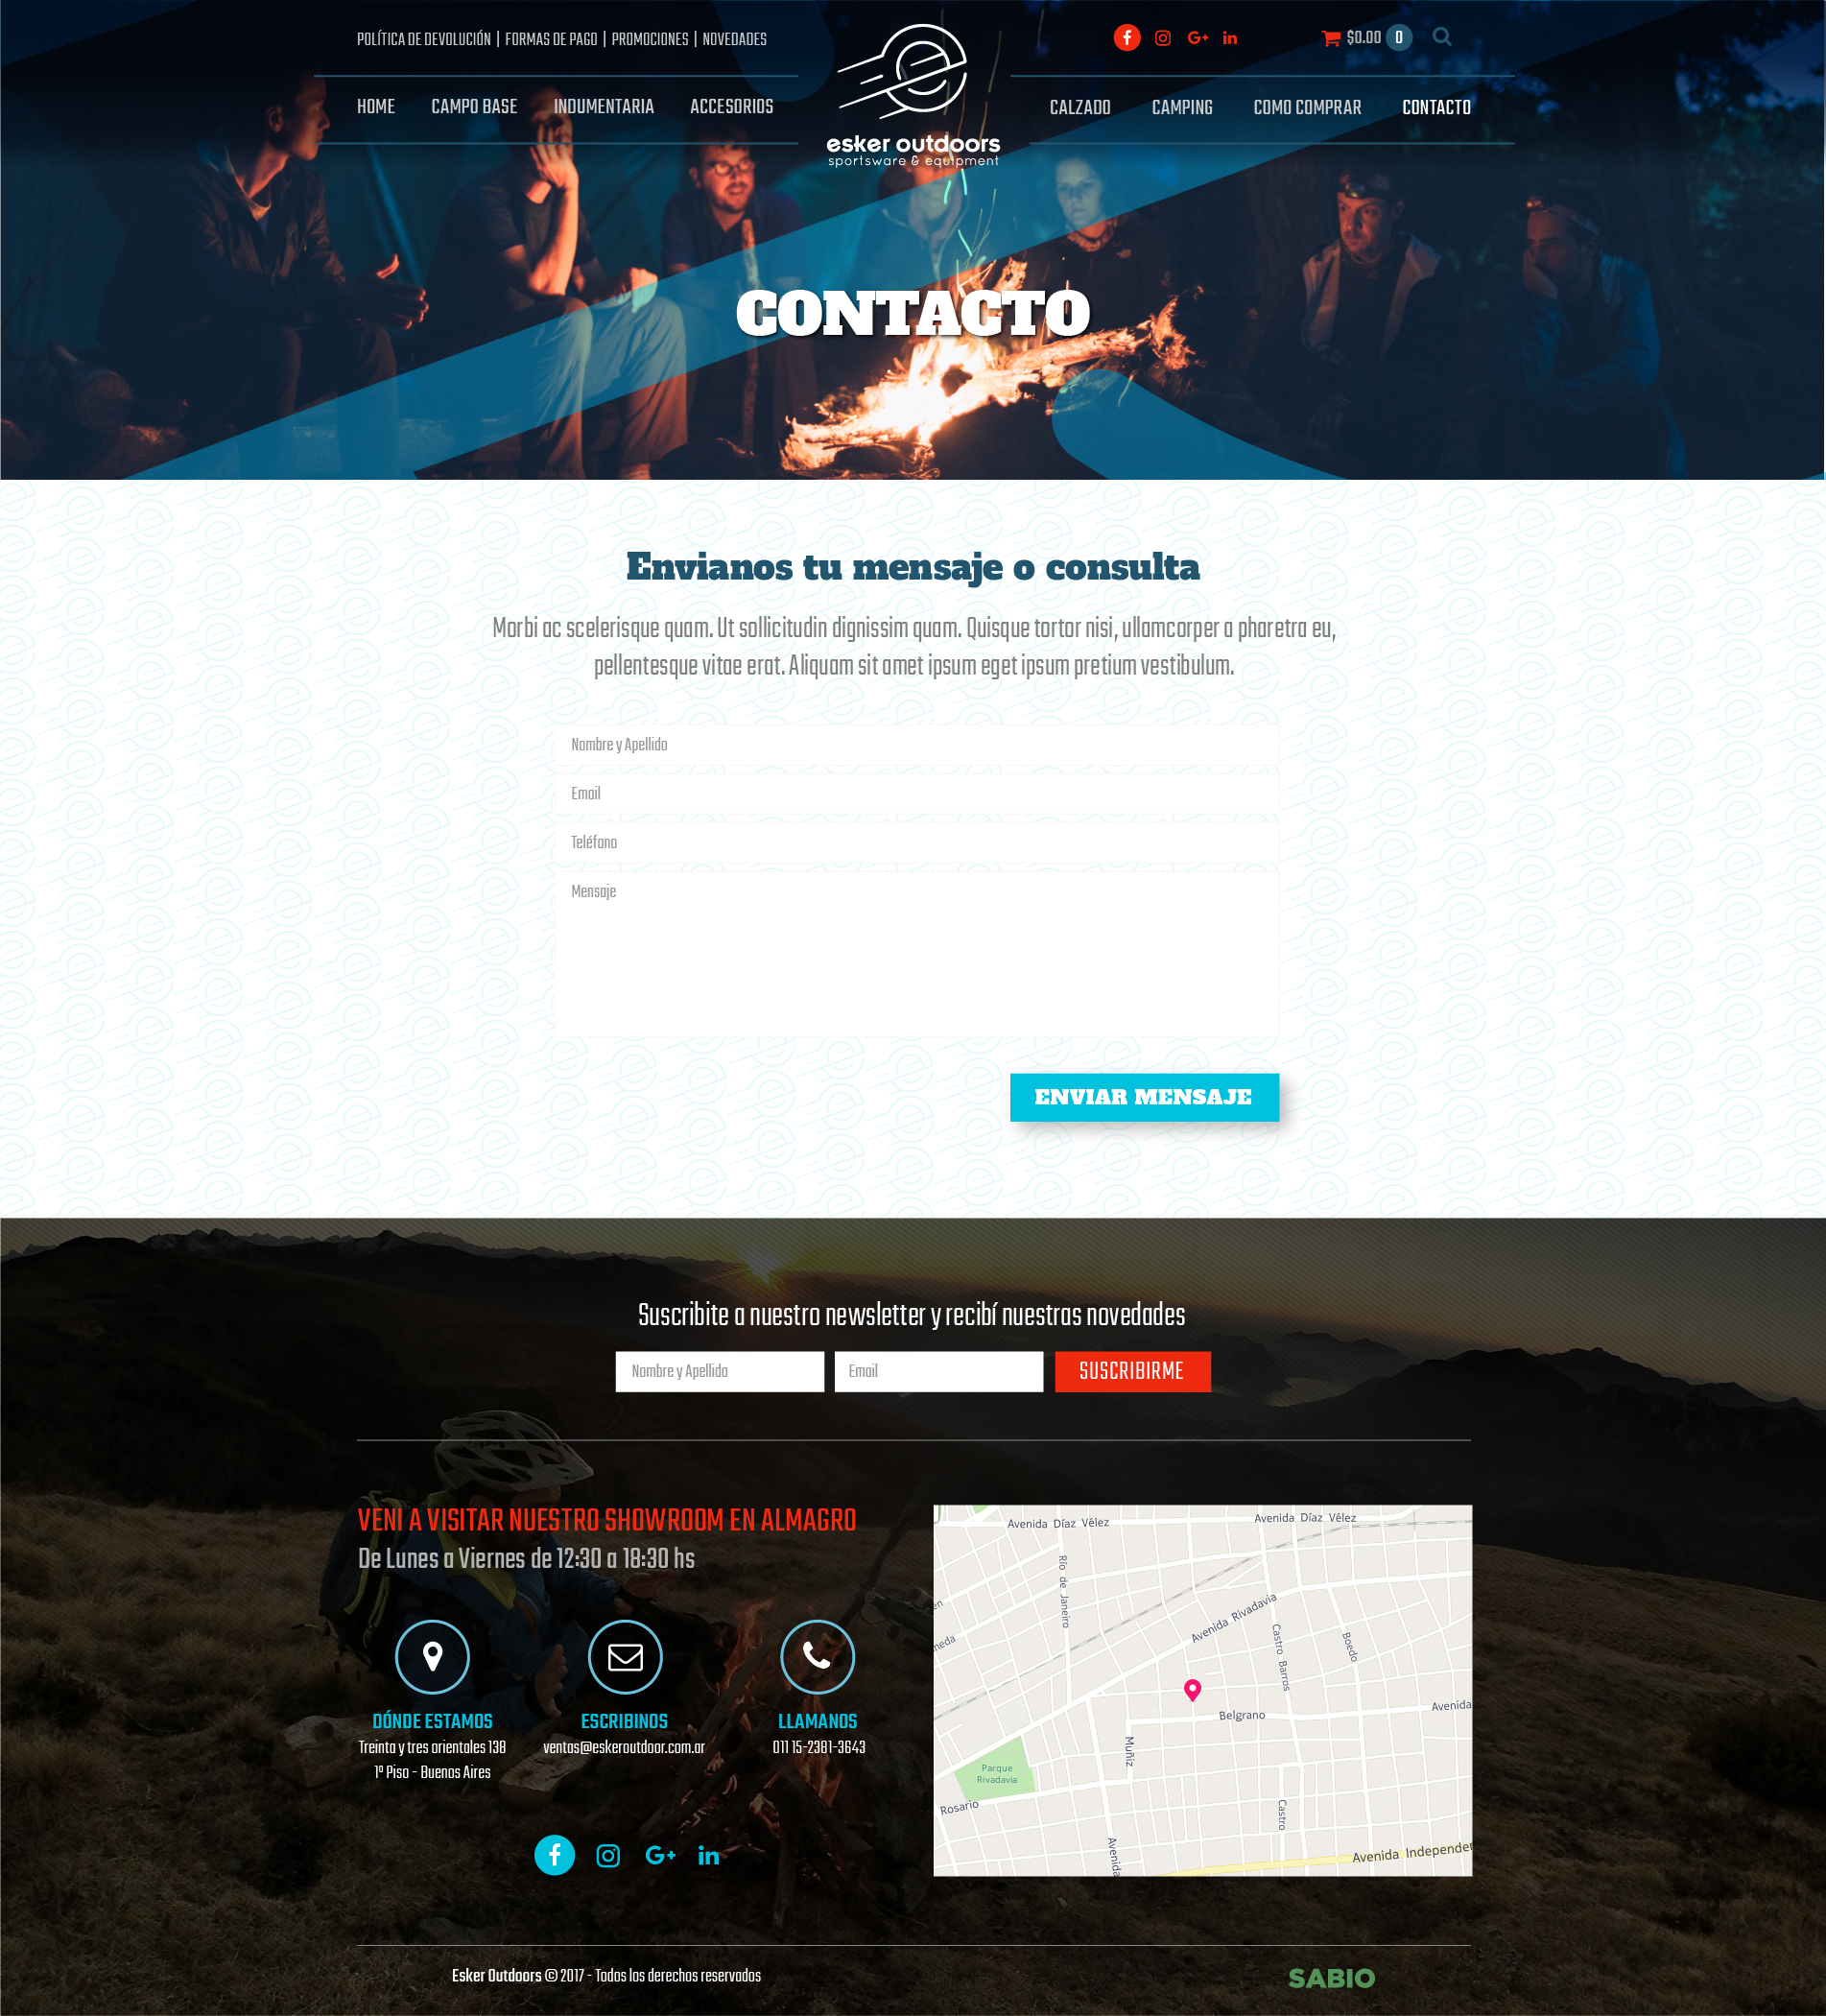 POLÍTICA DE DEVOLUCIÓN | FORMAS DE PAGO | PROMOCIONES | NOVEDADES
$0.00 0
HOME CAMPO BASE INDUMENTARIA ACCESORIOS
esker outdoors
sportsware & equipment
CALZADO CAMPING COMO COMPRAR CONTACTO
CONTACTO
Envianos tu mensaje o consulta
Morbi ac scelerisque quam. Ut sollicitudin dignissim quam. Quisque tortor nisi, ullamcorper a pharetra eu,
pellentesque vitae erat. Aliquam sit amet ipsum eget ipsum pretium vestibulum.
Nombre y Apellido
Email
Teléfono
Mensaje
ENVIAR MENSAJE
Suscribite a nuestro newsletter y recibí nuestras novedades
Nombre y Apellido
Email
SUSCRIBIRME
VENI A VISITAR NUESTRO SHOWROOM EN ALMAGRO
De Lunes a Viernes de 12:30 a 18:30 hs
DÓNDE ESTAMOS
Treinta y tres orientales 138
1º Piso - Buenos Aires
ESCRIBINOS
ventas@eskeroutdoor.com.ar
LLAMANOS
011 15-2381-3643
Avenida Díaz Vélez
Avenida Díaz Vélez
Río de Janeiro
Avenida Rivadavia
Castro Barros
Boedo
Avenida
Belgrano
Muñiz
Parque
Rivadavia
Rosario
Castro
Avenida
Avenida Independen
Esker Outdoors © 2017 - Todos los derechos reservados
SABIO